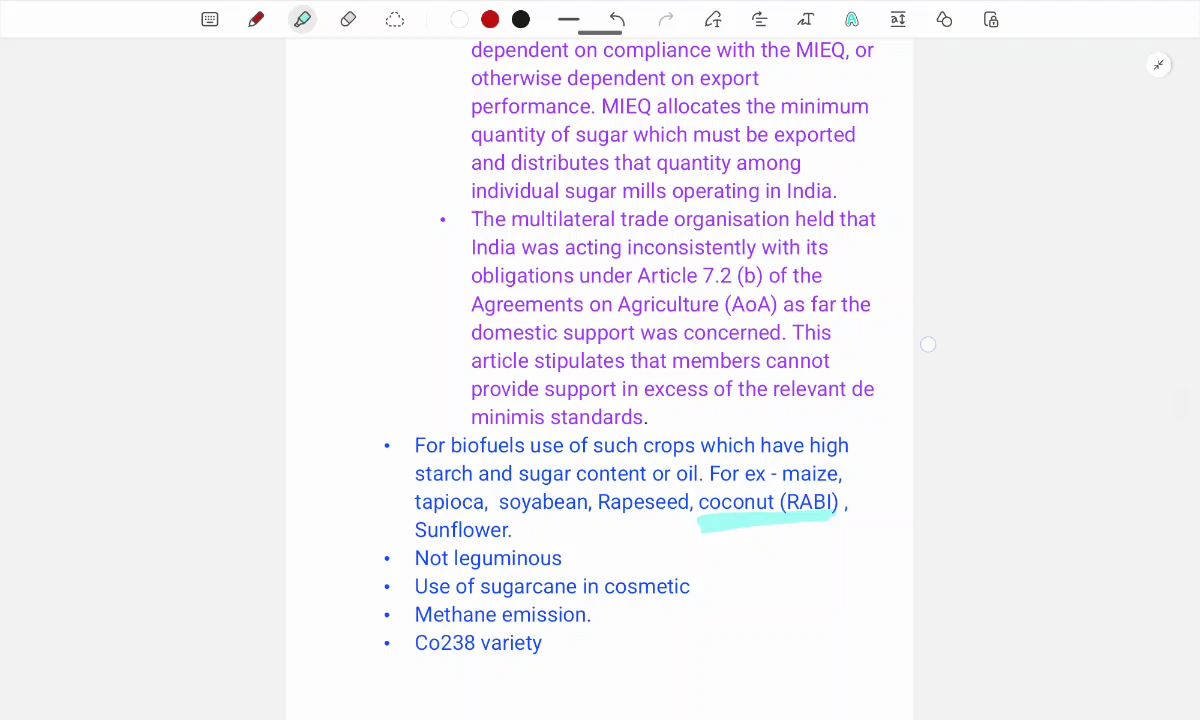 dependent on compliance with the MIEQ, or
otherwise dependent on export
performance. MIEQ allocates the minimum
quantity of sugar which must be exported
and distributes that quantity among
individual sugar mills operating in India.
• The multilateral trade organisation held that
India was acting inconsistently with its
obligations under Article 7.2 (b) of the
Agreements on Agriculture (AoA) as far the
domestic support was concerned. This
article stipulates that members cannot
provide support in excess of the relevant de
minimis standards.
• For biofuels use of such crops which have high
starch and sugar content or oil. For ex - maize,
tapioca,  soyabean, Rapeseed, coconut (RABI) ,
Sunflower.
• Not leguminous
• Use of sugarcane in cosmetic
• Methane emission.
• Co238 variety